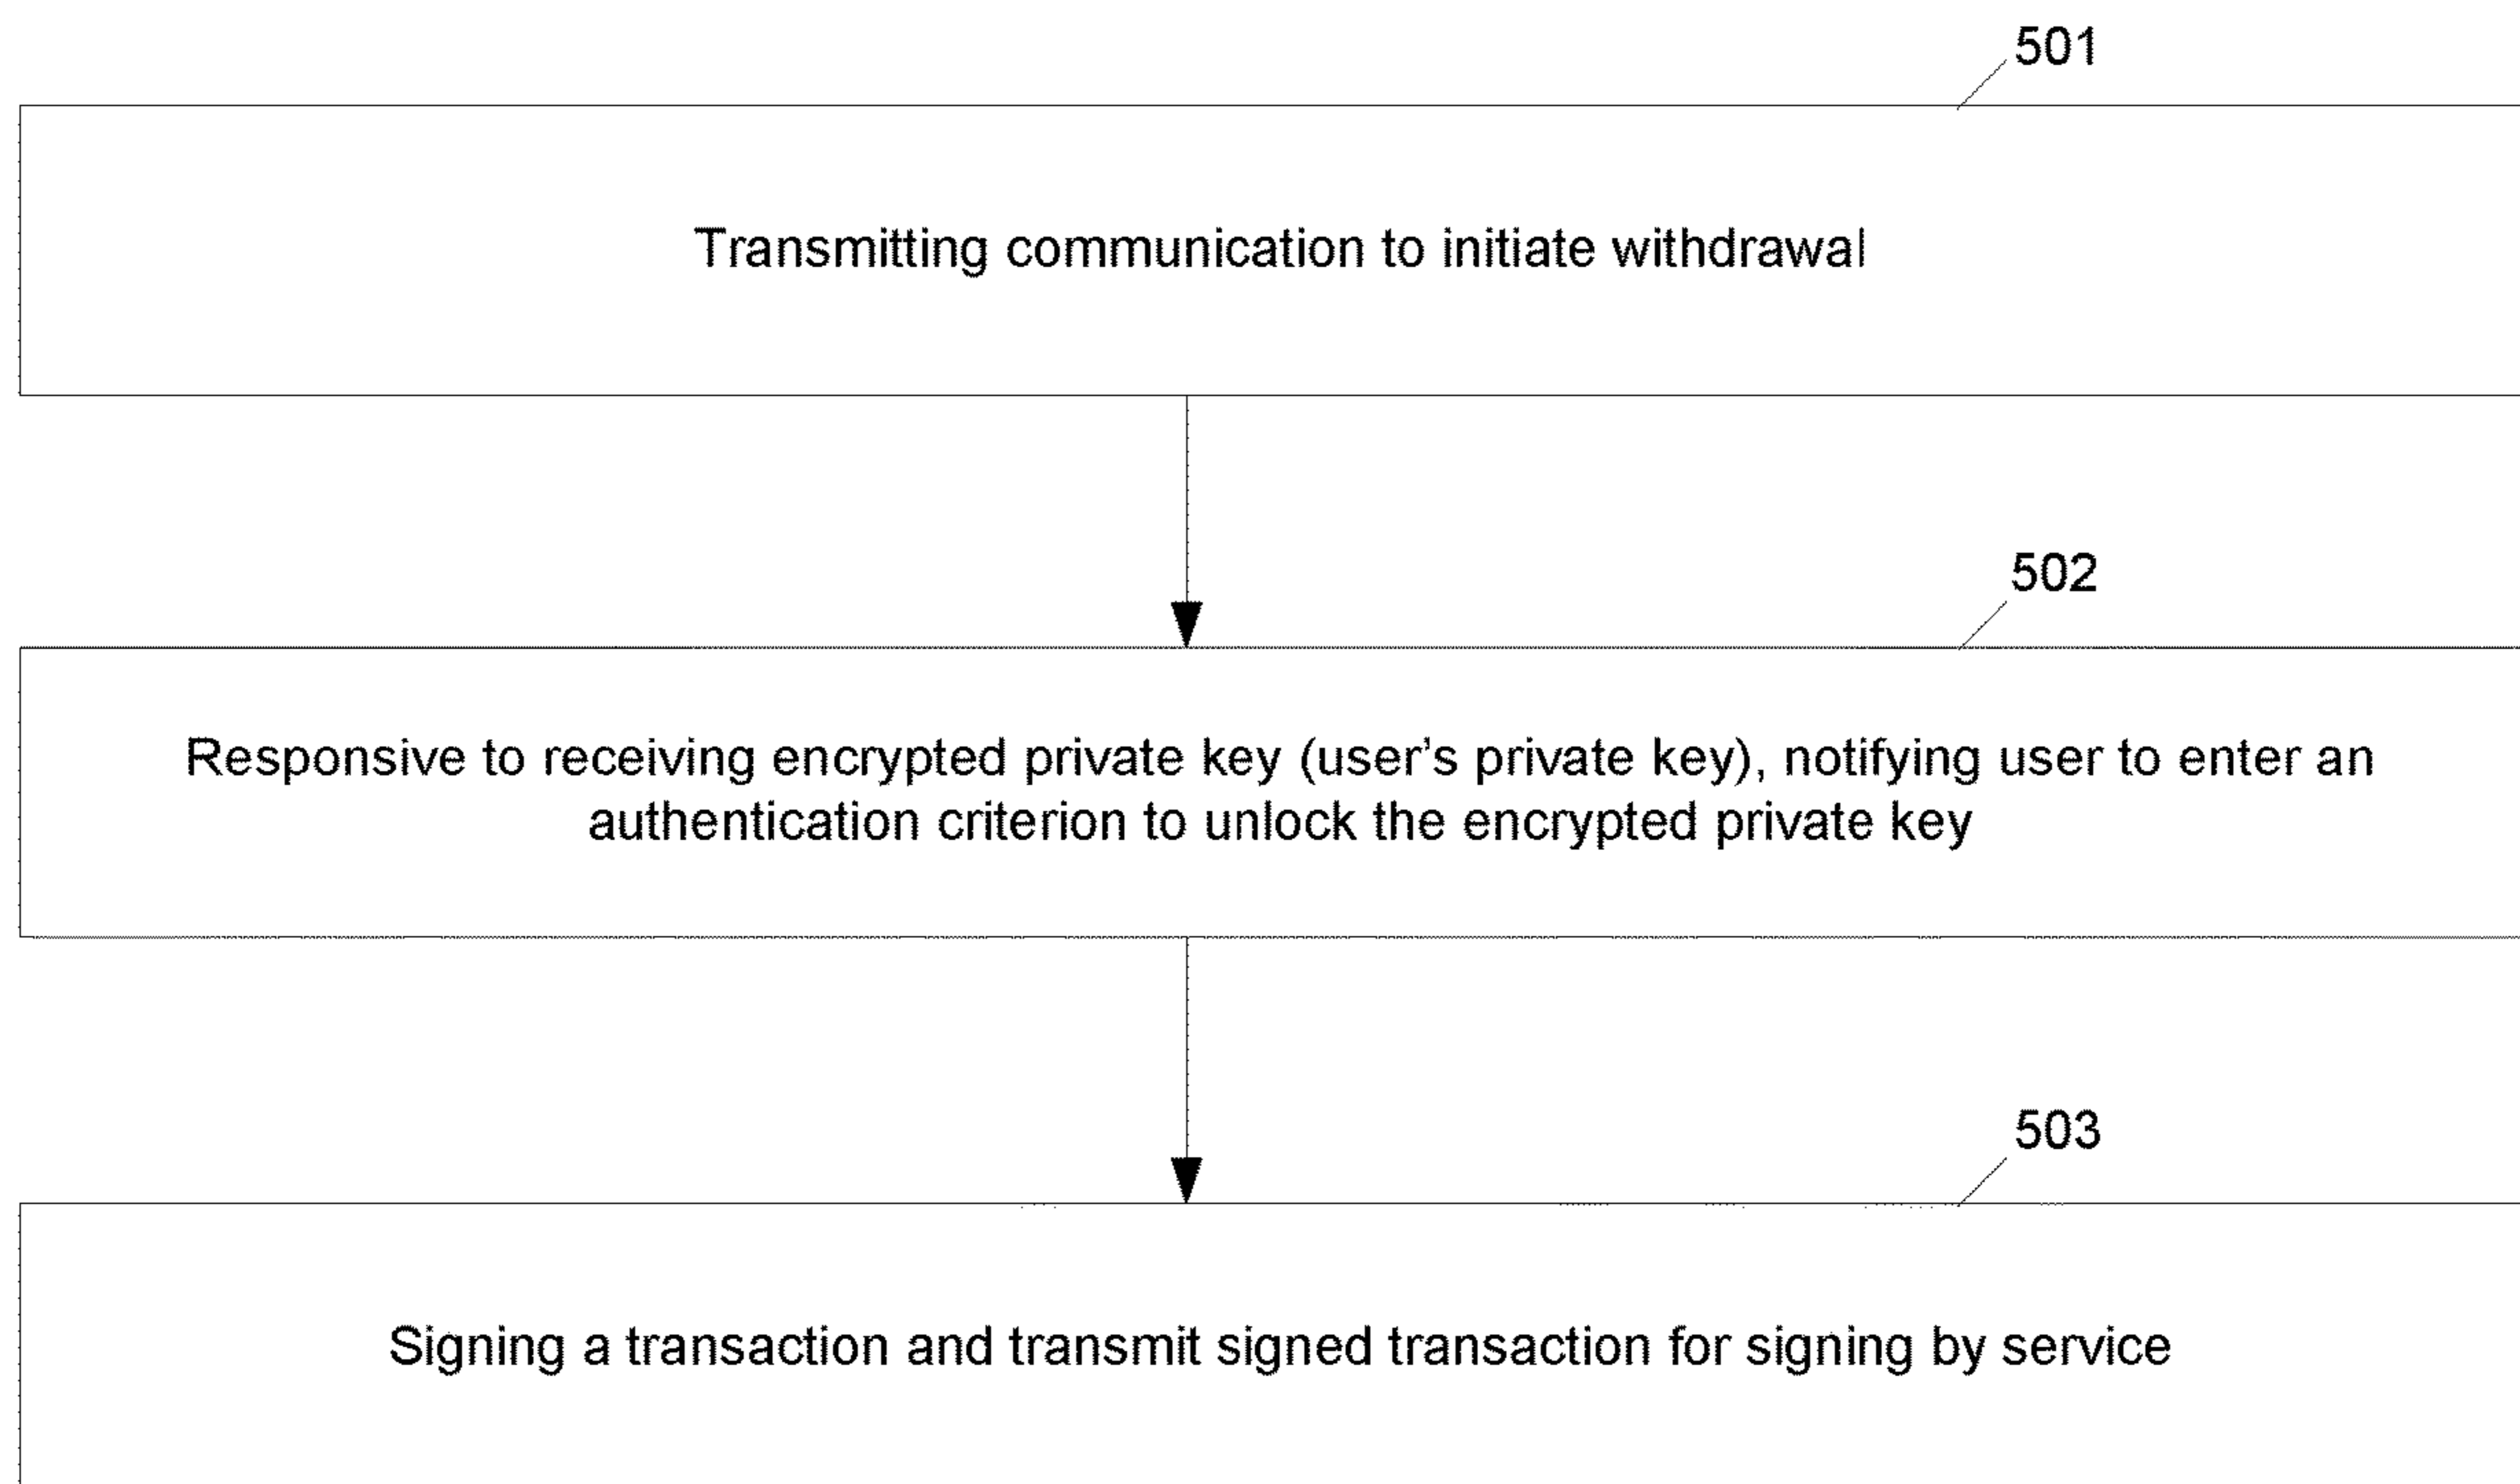 501
Transmitting communication to initiate withdrawal
502
Responsive to receiving encrypted private key (user's private key), notifying user to enter an
authentication criterion to unlock the encrypted private key
503
Signing a transaction and transmit signed transaction for signing by service